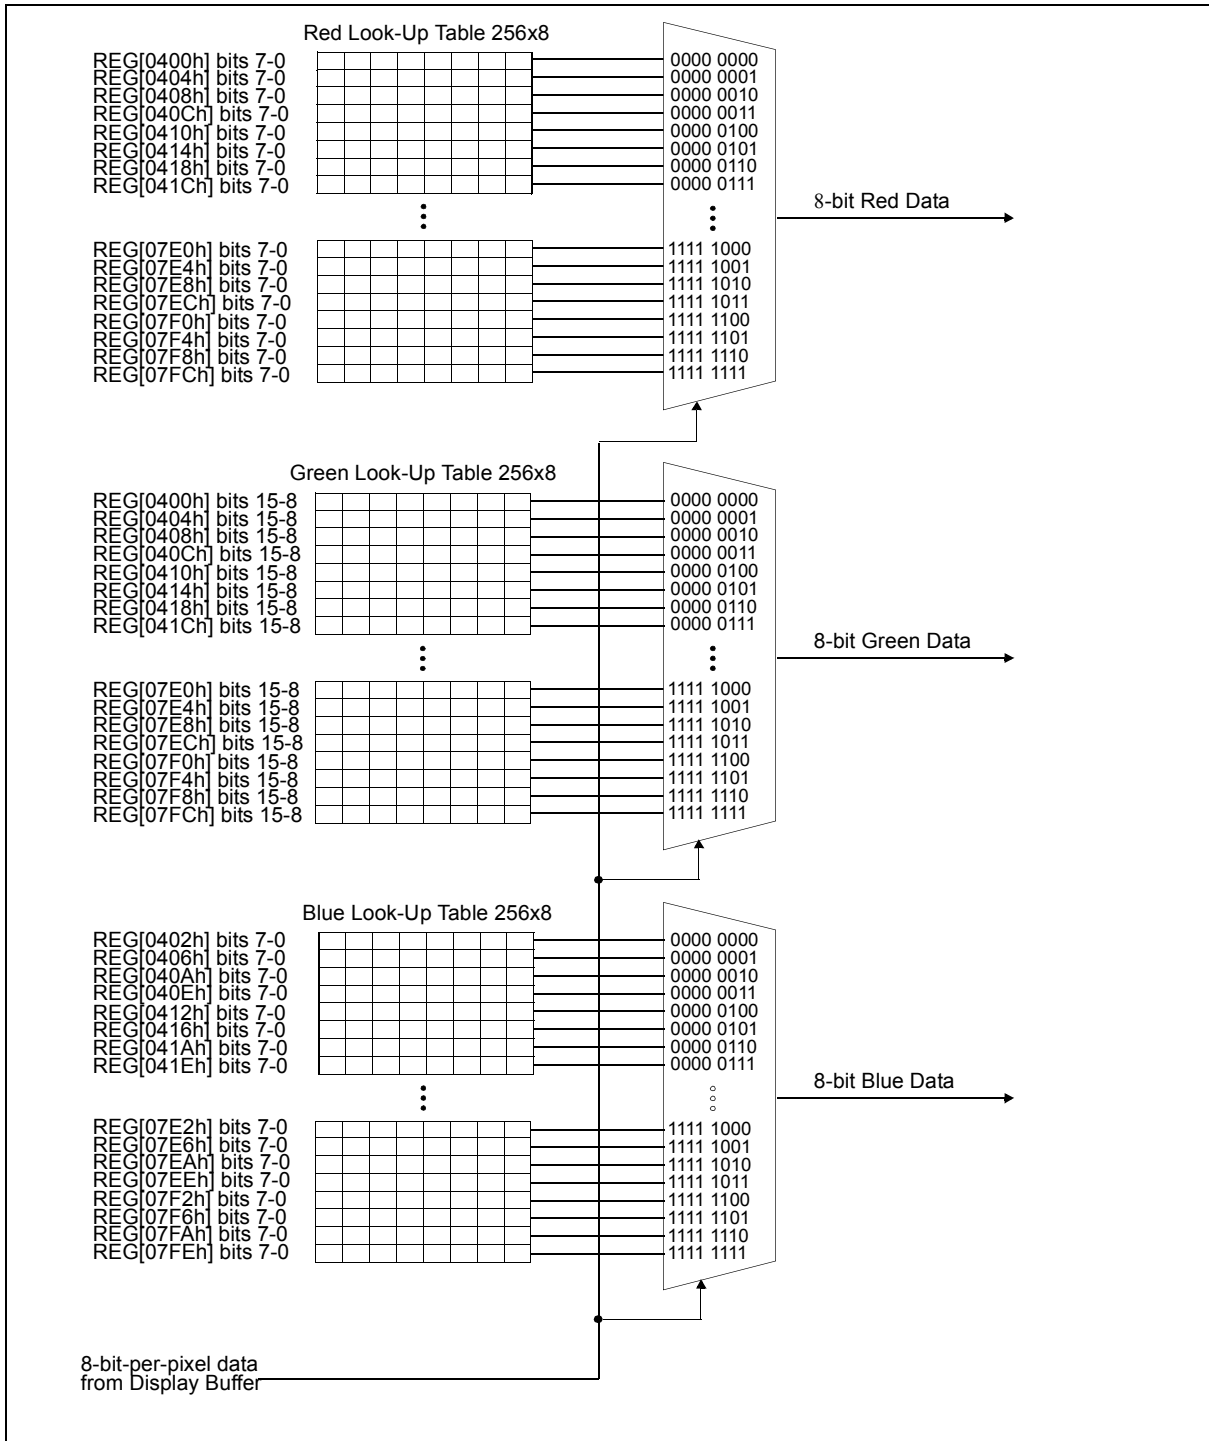 Red Look-Up Table 256x8
REG[0400h] bits 7-0 0000 0000
REG[0404h] bits 7-0 0000 0001
REG[0408h] bits 7-0 0000 0010
REG[040Ch] bits 7-0 0000 0011
REG[0410h] bits 7-0 0000 0100
REG[0414h] bits 7-0 0000 0101
REG[0418h] bits 7-0 0000 0110
REG[041Ch] bits 7-0 0000 0111
8-bit Red Data
REG[07E0h] bits 7-0 1111 1000
REG[07E4h] bits 7-0 1111 1001
REG[07E8h] bits 7-0 1111 1010
REG[07ECh] bits 7-0 1111 1011
REG[07F0h] bits 7-0 1111 1100
REG[07F4h] bits 7-0 1111 1101
REG[07F8h] bits 7-0 1111 1110
REG[07FCh] bits 7-0 1111 1111
Green Look-Up Table 256x8
REG[0400h] bits 15-8 0000 0000
REG[0404h] bits 15-8 0000 0001
REG[0408h] bits 15-8 0000 0010
REG[040Ch] bits 15-8 0000 0011
REG[0410h] bits 15-8 0000 0100
REG[0414h] bits 15-8 0000 0101
REG[0418h] bits 15-8 0000 0110
REG[041Ch] bits 15-8 0000 0111
8-bit Green Data
REG[07E0h] bits 15-8 1111 1000
REG[07E4h] bits 15-8 1111 1001
REG[07E8h] bits 15-8 1111 1010
REG[07ECh] bits 15-8 1111 1011
REG[07F0h] bits 15-8 1111 1100
REG[07F4h] bits 15-8 1111 1101
REG[07F8h] bits 15-8 1111 1110
REG[07FCh] bits 15-8 1111 1111
Blue Look-Up Table 256x8
REG[0402h] bits 7-0 0000 0000
REG[0406h] bits 7-0 0000 0001
REG[040Ah] bits 7-0 0000 0010
REG[040Eh] bits 7-0 0000 0011
REG[0412h] bits 7-0 0000 0100
REG[0416h] bits 7-0 0000 0101
REG[041Ah] bits 7-0 0000 0110
REG[041Eh] bits 7-0 0000 0111
8-bit Blue Data
REG[07E2h] bits 7-0 1111 1000
REG[07E6h] bits 7-0 1111 1001
REG[07EAh] bits 7-0 1111 1010
REG[07EEh] bits 7-0 1111 1011
REG[07F2h] bits 7-0 1111 1100
REG[07F6h] bits 7-0 1111 1101
REG[07FAh] bits 7-0 1111 1110
REG[07FEh] bits 7-0 1111 1111
8-bit-per-pixel data
from Display Buffer